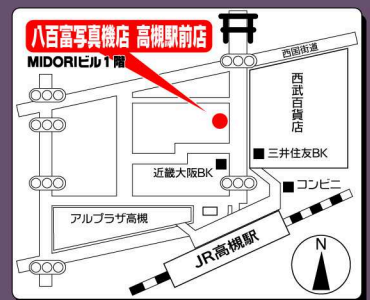 八百富写真機店 高槻駅前店
MIDORIビル1階
西国街道
西武百貨店
三井住友BK
近畿大阪BK
コンビニ
アルプラザ高槻
JR高槻駅
N